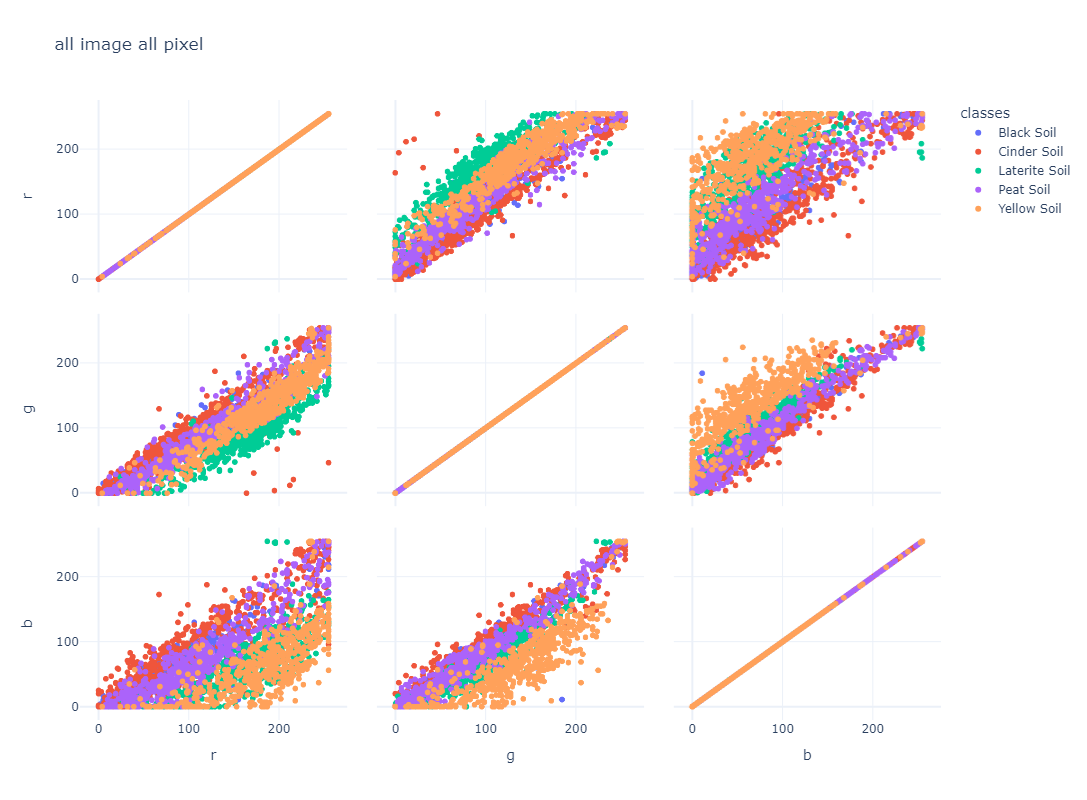 all image all pixel
classes
Black Soil
Cinder Soil
Laterite Soil
Peat Soil
Yellow Soil
r
200
100
0
g
200
100
0
b
200
100
0
0 100 200 0 100 200 0 100 200
r g b